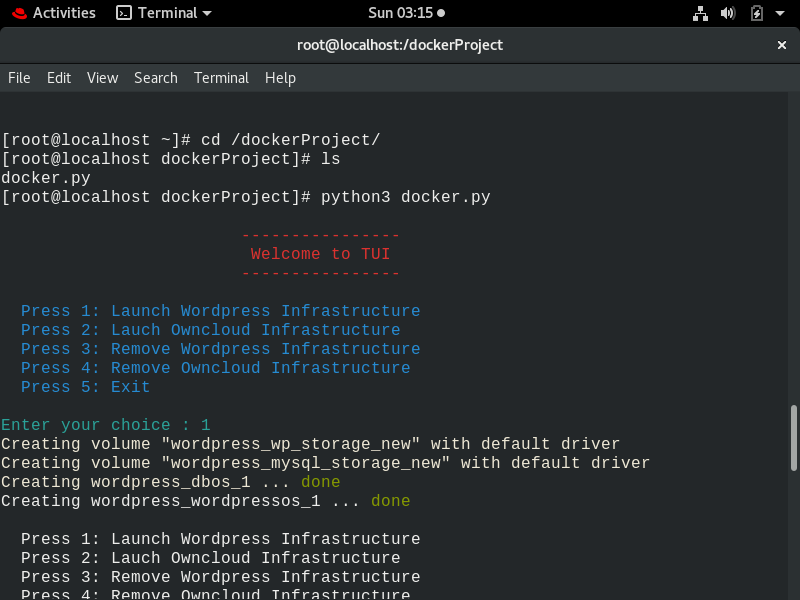 Activities Terminal Sun 03:15
root@localhost:/dockerProject
File Edit View Search Terminal Help
[root@localhost ~]# cd /dockerProject/
[root@localhost dockerProject]# ls
docker.py
[root@localhost dockerProject]# python3 docker.py
----------------
Welcome to TUI
----------------
Press 1: Launch Wordpress Infrastructure
Press 2: Lauch Owncloud Infrastructure
Press 3: Remove Wordpress Infrastructure
Press 4: Remove Owncloud Infrastructure
Press 5: Exit
Enter your choice : 1
Creating volume "wordpress_wp_storage_new" with default driver
Creating volume "wordpress_mysql_storage_new" with default driver
Creating wordpress_dbos_1 ... done
Creating wordpress_wordpressos_1 ... done
Press 1: Launch Wordpress Infrastructure
Press 2: Lauch Owncloud Infrastructure
Press 3: Remove Wordpress Infrastructure
Press 4: Remove Owncloud Infrastructure